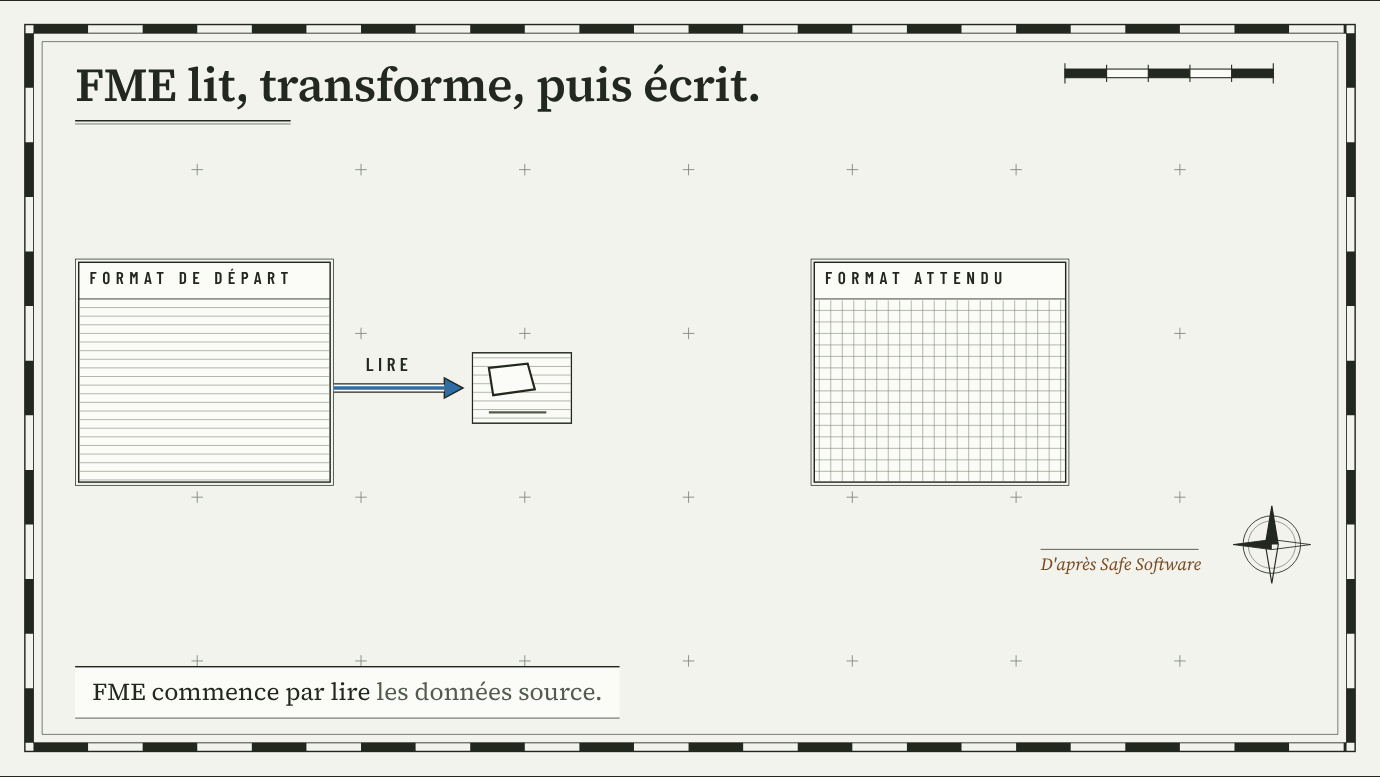 FME lit, transforme, puis écrit.
FORMAT DE DÉPART
FORMAT ATTENDU
LIRE
D'après Safe Software
FME commence par lire les données source.